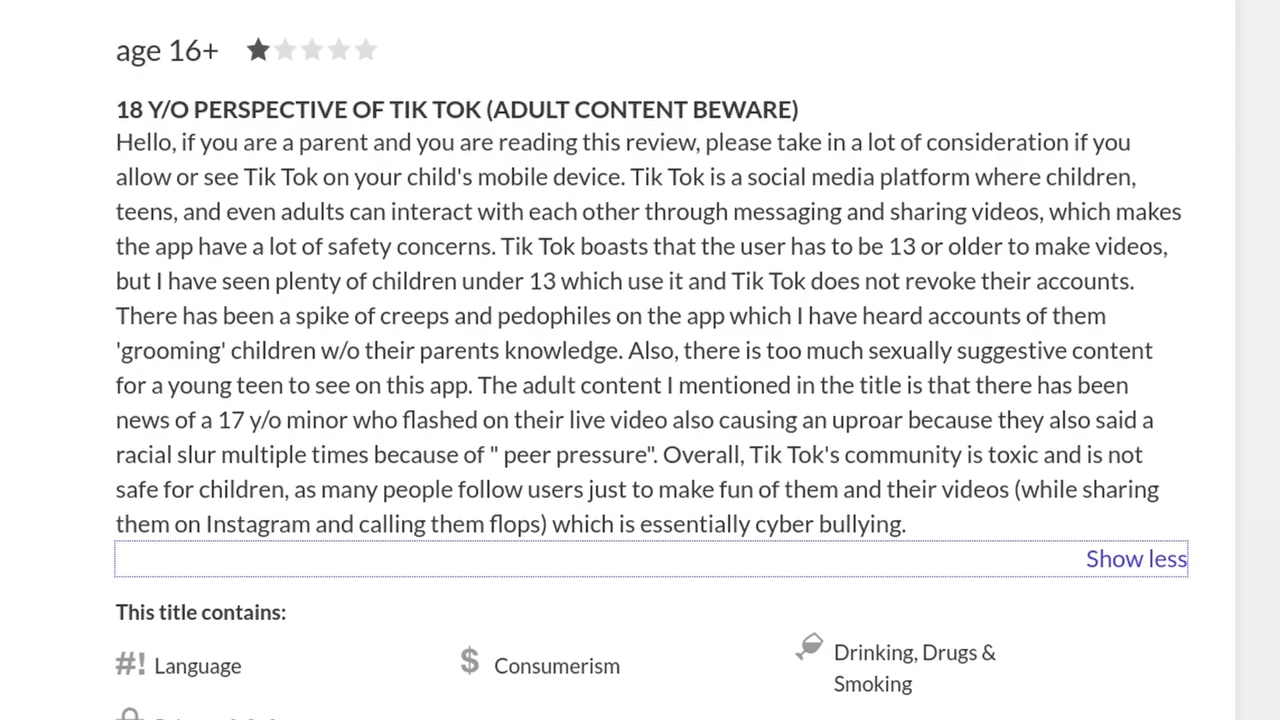 age 16+
18 Y/O PERSPECTIVE OF TIK TOK (ADULT CONTENT BEWARE)
Hello, if you are a parent and you are reading this review, please take in a lot of consideration if you
allow or see Tik Tok on your child's mobile device. Tik Tok is a social media platform where children,
teens, and even adults can interact with each other through messaging and sharing videos, which makes
the app have a lot of safety concerns. Tik Tok boasts that the user has to be 13 or older to make videos,
but I have seen plenty of children under 13 which use it and Tik Tok does not revoke their accounts.
There has been a spike of creeps and pedophiles on the app which I have heard accounts of them
'grooming' children w/o their parents knowledge. Also, there is too much sexually suggestive content
for a young teen to see on this app. The adult content I mentioned in the title is that there has been
news of a 17 y/o minor who flashed on their live video also causing an uproar because they also said a
racial slur multiple times because of " peer pressure". Overall, Tik Tok's community is toxic and is not
safe for children, as many people follow users just to make fun of them and their videos (while sharing
them on Instagram and calling them flops) which is essentially cyber bullying.
Show less
This title contains:
#! Language
$ Consumerism
Drinking, Drugs &
Smoking